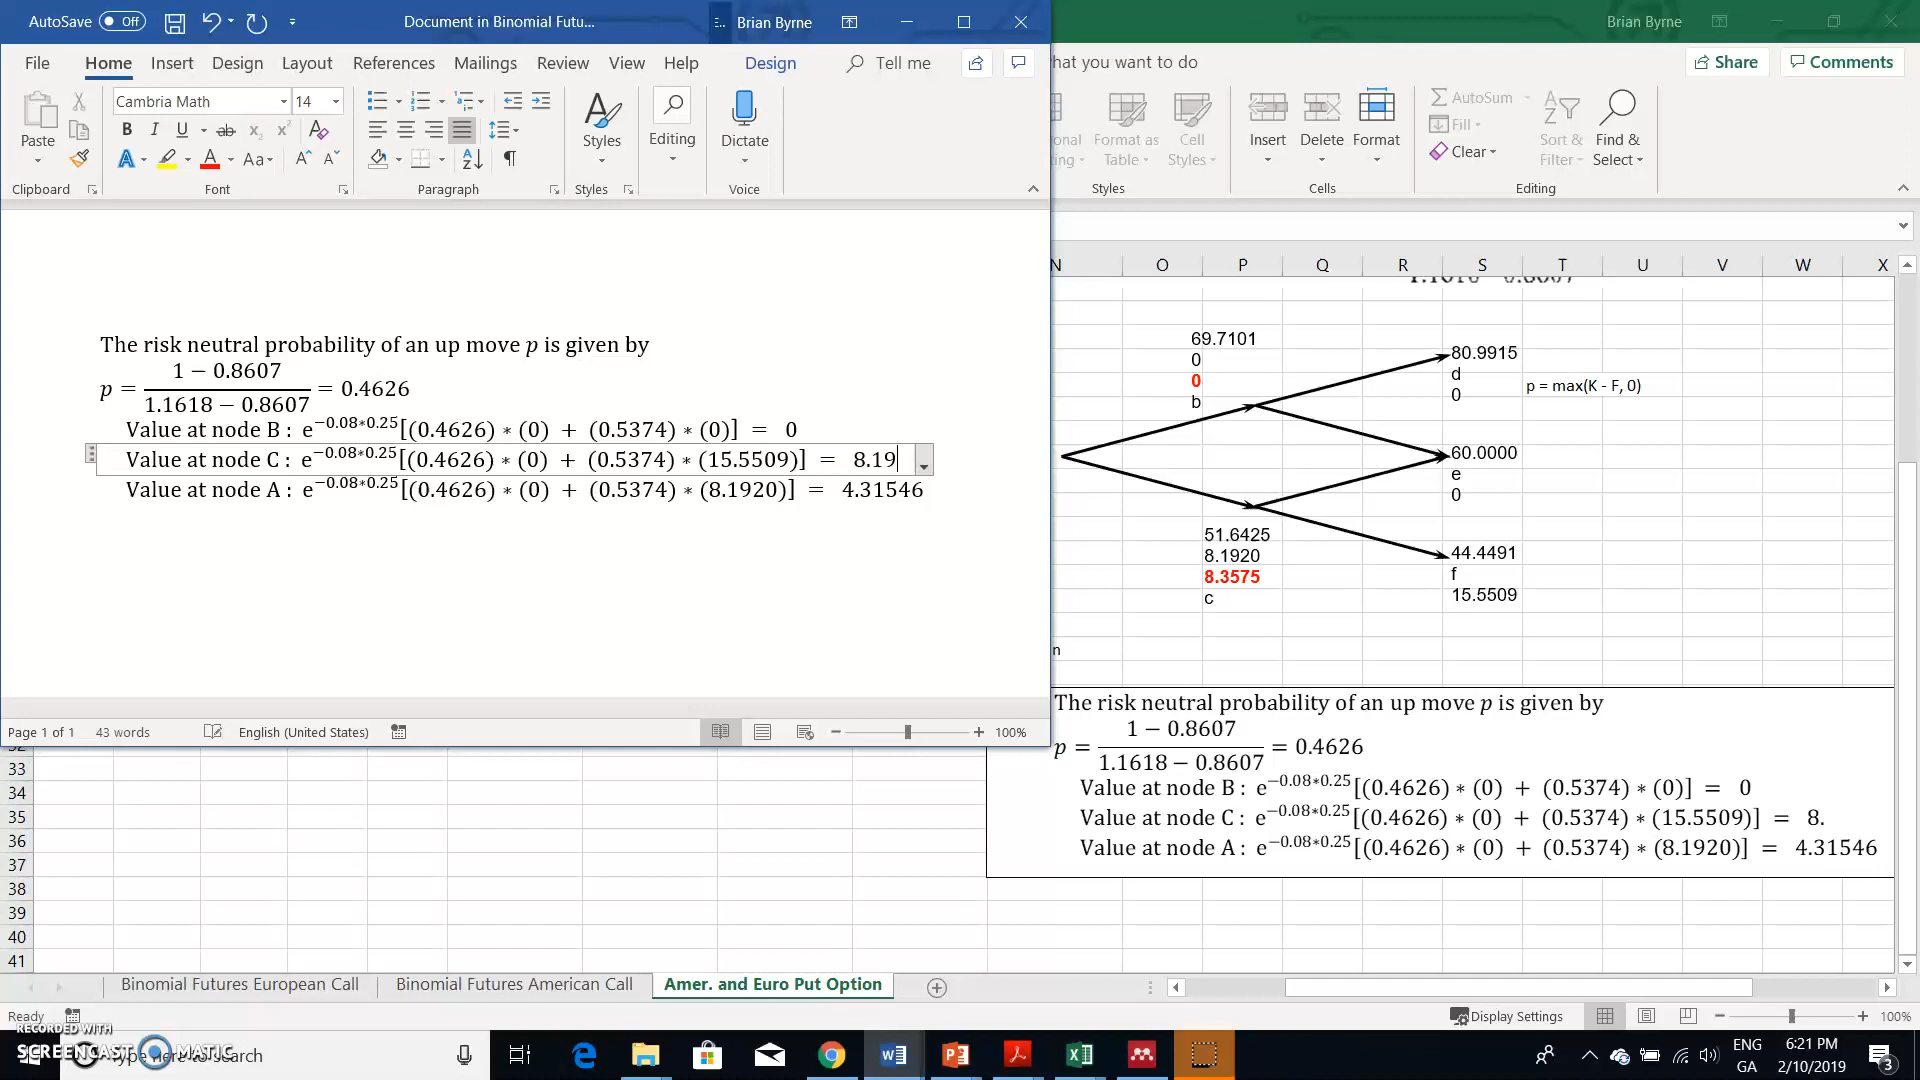 AutoSave Off Document in Binomial Futu... Brian Byrne
Brian Byrne
File Home Insert Design Layout References Mailings Review View Help Design Tell me
hat you want to do Share Comments
Cambria Math 14
Paste
Clipboard Font Paragraph Styles Voice
Styles Editing Dictate
Format as Table Cell Styles Insert Delete Format
AutoSum Fill Clear Sort & Filter Find & Select
Styles Cells Editing
The risk neutral probability of an up move p is given by
p = 1 − 0.8607 / 1.1618 − 0.8607 = 0.4626
Value at node B : e^−0.08∗0.25[(0.4626) ∗ (0) + (0.5374) ∗ (0)] = 0
Value at node C : e^−0.08∗0.25[(0.4626) ∗ (0) + (0.5374) ∗ (15.5509)] = 8.19
Value at node A : e^−0.08∗0.25[(0.4626) ∗ (0) + (0.5374) ∗ (8.1920)] = 4.31546
Page 1 of 1 43 words English (United States) 100%
N O P Q R S T U V W X
69.7101
0
0
b
80.9915
d
0
p = max(K - F, 0)
60.0000
e
0
51.6425
8.1920
8.3575
c
44.4491
f
15.5509
n
The risk neutral probability of an up move p is given by
p = 1 − 0.8607 / 1.1618 − 0.8607 = 0.4626
Value at node B : e^−0.08∗0.25[(0.4626) ∗ (0) + (0.5374) ∗ (0)] = 0
Value at node C : e^−0.08∗0.25[(0.4626) ∗ (0) + (0.5374) ∗ (15.5509)] = 8.
Value at node A : e^−0.08∗0.25[(0.4626) ∗ (0) + (0.5374) ∗ (8.1920)] = 4.31546
33
34
35
36
37
38
39
40
41
Binomial Futures European Call Binomial Futures American Call Amer. and Euro Put Option
Ready Display Settings 100%
RECORDED WITH
SCREENCAST MATIC
Type here to search
ENG
GA
6:21 PM
2/10/2019
3